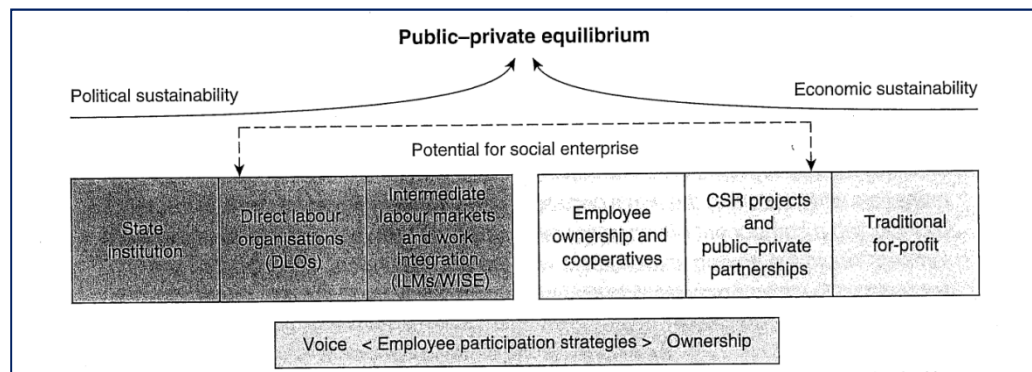 Public–private equilibrium
Political sustainability
Economic sustainability
Potential for social enterprise
State
institution
Direct labour
organisations
(DLOs)
Intermediate
labour markets
and work
integration
(ILMs/WISE)
Employee
ownership and
cooperatives
CSR projects
and
public–private
partnerships
Traditional
for-profit
Voice < Employee participation strategies > Ownership